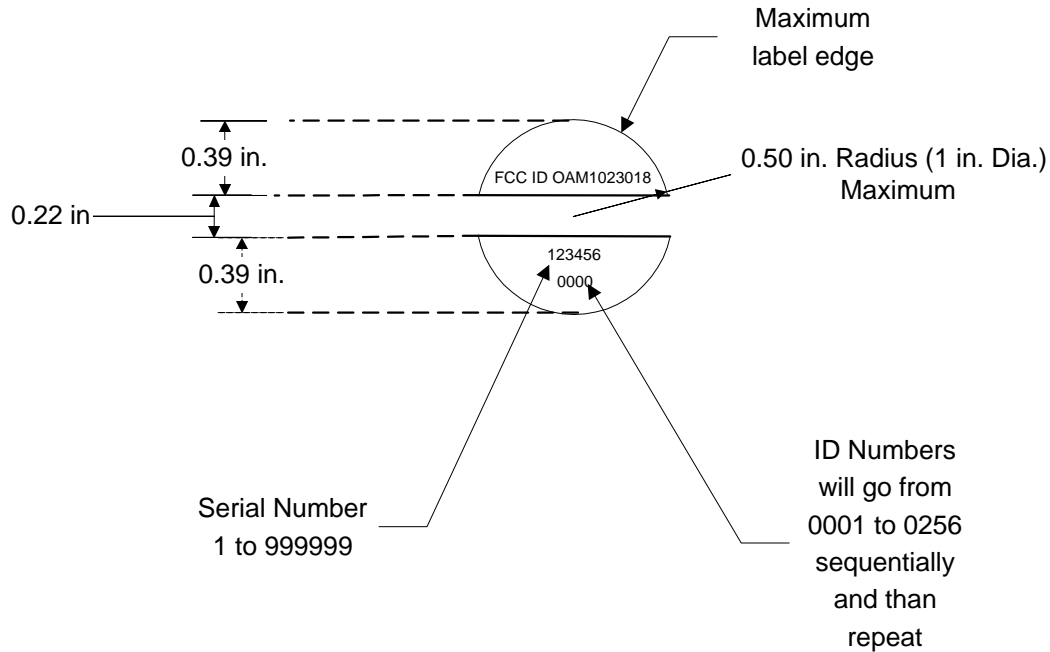 Maximum
label edge
0.39 in.
FCC ID OAM1023018
0.50 in. Radius (1 in. Dia.)
Maximum
0.22 in
123456
0000
0.39 in.
Serial Number
1 to 999999
ID Numbers
will go from
0001 to 0256
sequentially
and than
repeat